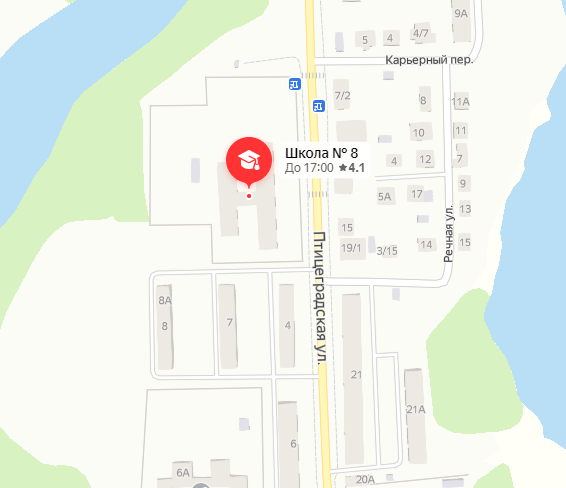 9А
5
4
4/7
Карьерный пер.
7/2
8
11А
10
11
Школа № 8
До 17:00 ★4.1
4
12
7
5А
17
9
13
15
19/1
3/15
14
15
Речная ул.
Птицеградская ул.
8А
8
7
4
21
21А
6
6А
20А